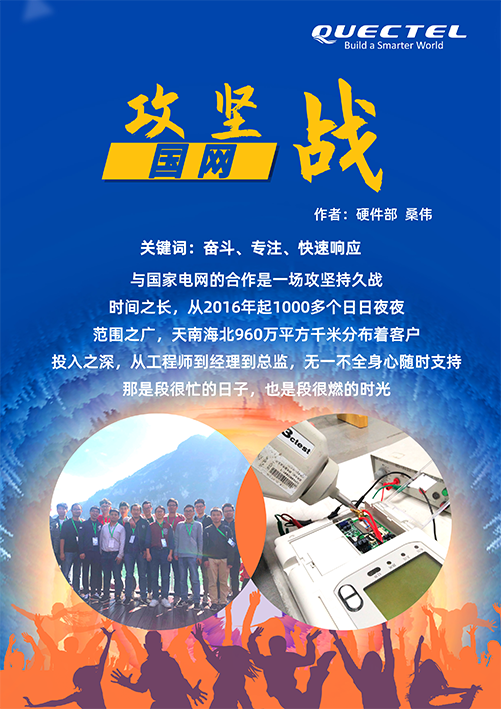 QUECTEL
Build a Smarter World
攻坚战
国网
作者：硬件部 桑伟
关键词：奋斗、专注、快速响应
与国家电网的合作是一场攻坚持久战
时间之长，从2016年起1000多个日日夜夜
范围之广，天南海北960万平方千米分布着客户
投入之深，从工程师到经理到总监，无一不全身心随时支持
那是段很忙的日子，也是段很燃的时光
3ctest